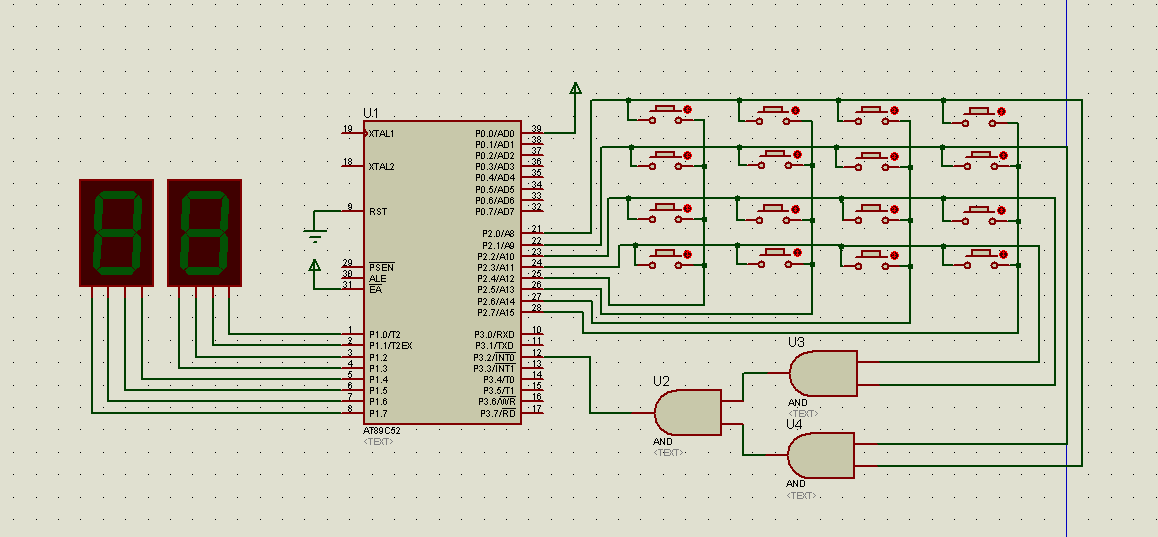 U1
19 XTAL1
18 XTAL2
9 RST
29 PSEN
30 ALE
31 EA
1 P1.0/T2
2 P1.1/T2EX
3 P1.2
4 P1.3
5 P1.4
6 P1.5
7 P1.6
8 P1.7
P0.0/AD0 39
P0.1/AD1 38
P0.2/AD2 37
P0.3/AD3 36
P0.4/AD4 35
P0.5/AD5 34
P0.6/AD6 33
P0.7/AD7 32
P2.0/A8 21
P2.1/A9 22
P2.2/A10 23
P2.3/A11 24
P2.4/A12 25
P2.5/A13 26
P2.6/A14 27
P2.7/A15 28
P3.0/RXD 10
P3.1/TXD 11
P3.2/INT0 12
P3.3/INT1 13
P3.4/T0 14
P3.5/T1 15
P3.6/WR 16
P3.7/RD 17
AT89C52
<TEXT>
U2
AND
<TEXT>
U3
AND
<TEXT>
U4
AND
<TEXT>